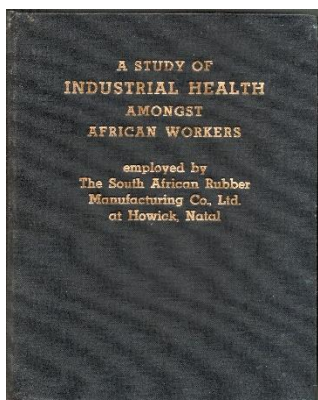 A STUDY OF
INDUSTRIAL HEALTH
AMONGST
AFRICAN WORKERS
employed by
The South African Rubber
Manufacturing Co., Ltd.
at Howick, Natal